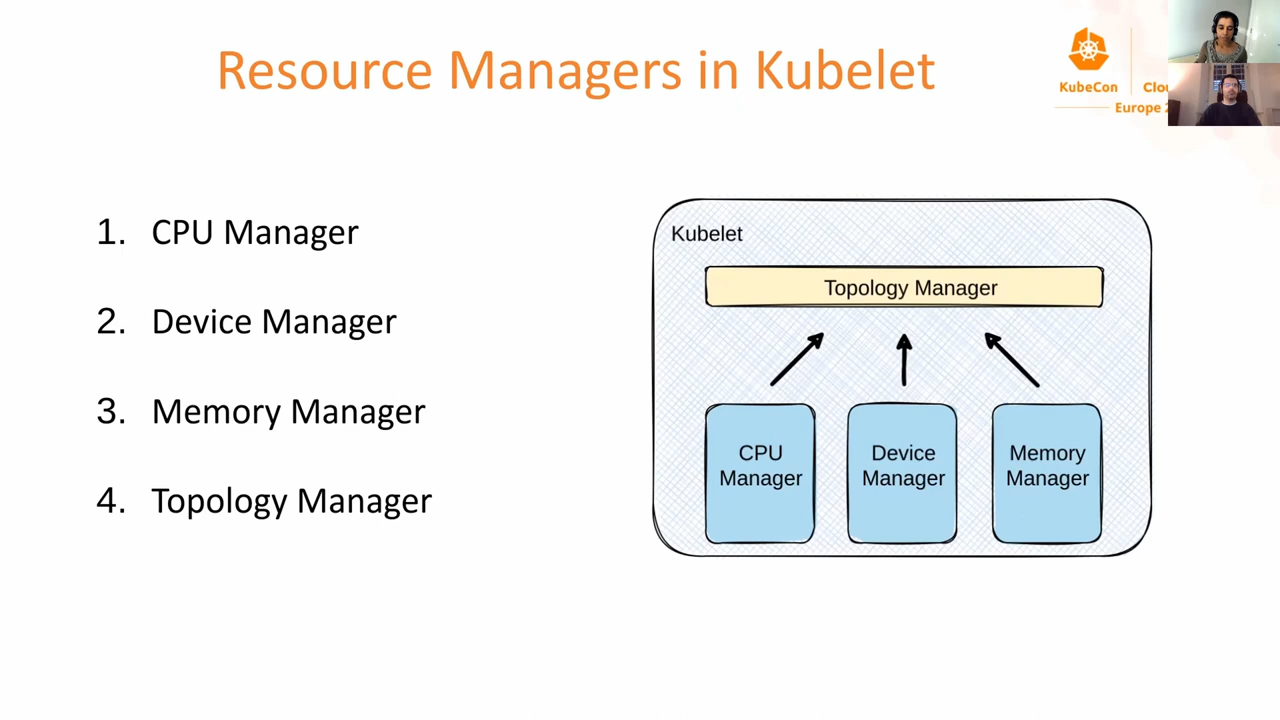 Resource Managers in Kubelet
KubeCon
Europe
1. CPU Manager
2. Device Manager
3. Memory Manager
4. Topology Manager
Kubelet
Topology Manager
CPU
Manager
Device
Manager
Memory
Manager